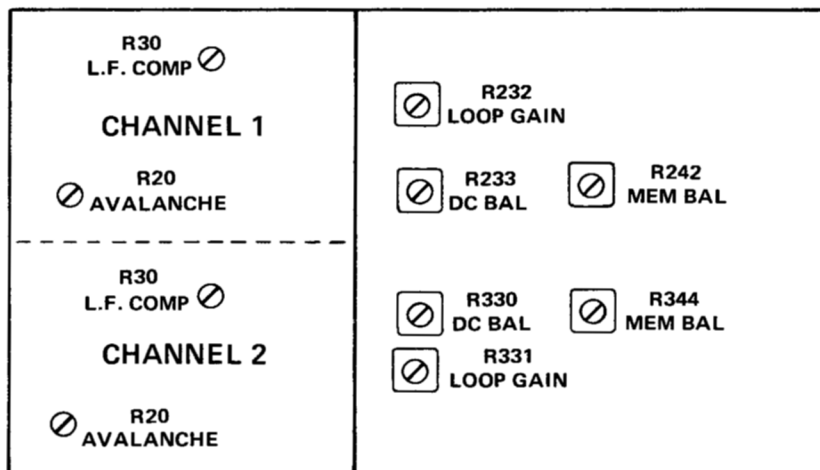 R30
L.F. COMP
CHANNEL 1
R20
AVALANCHE
R30
L.F. COMP
CHANNEL 2
R20
AVALANCHE
R232
LOOP GAIN
R233
DC BAL
R242
MEM BAL
R330
DC BAL
R344
MEM BAL
R331
LOOP GAIN